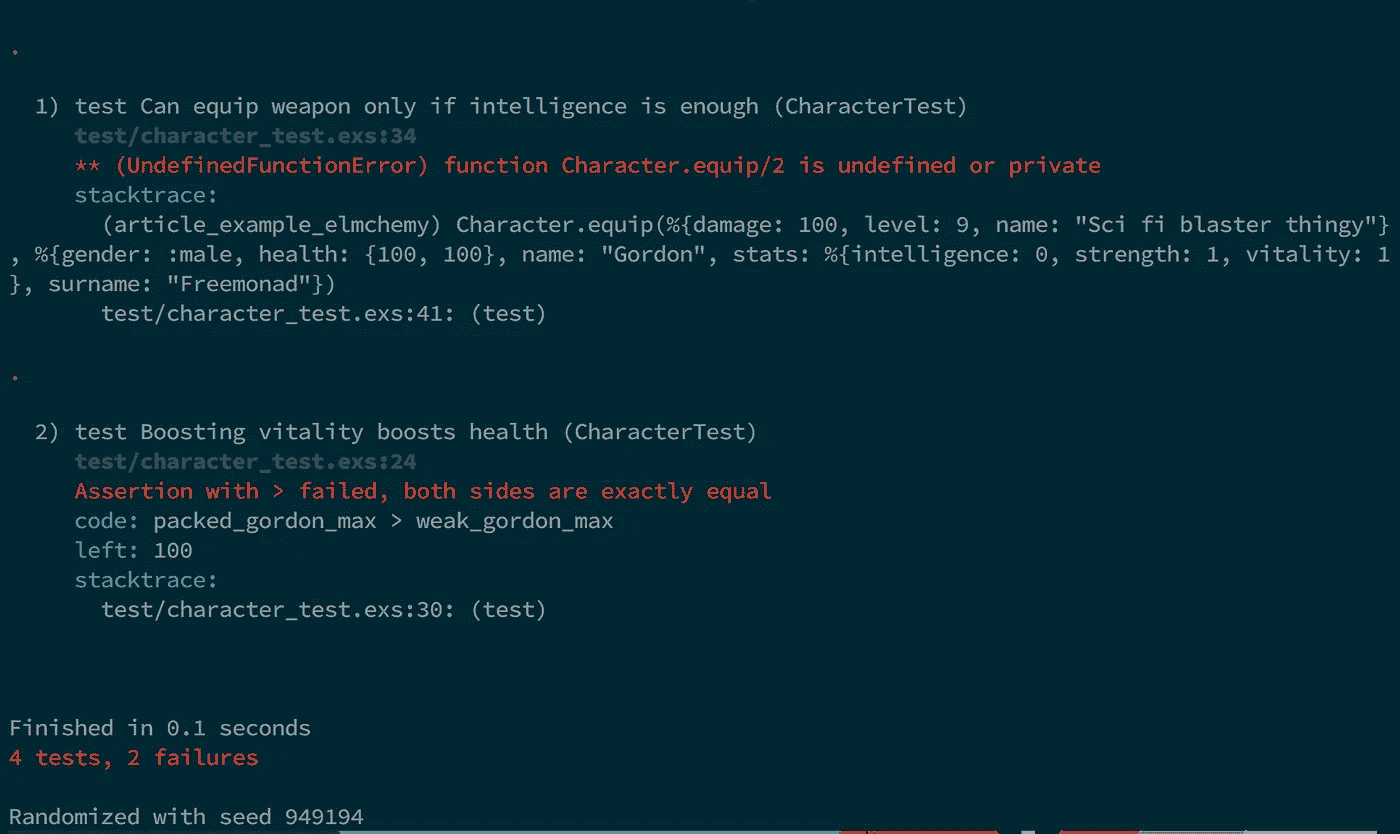 .
1) test Can equip weapon only if intelligence is enough (CharacterTest)
test/character_test.exs:34
** (UndefinedFunctionError) function Character.equip/2 is undefined or private
stacktrace:
(article_example_elmchemy) Character.equip(%{damage: 100, level: 9, name: "Sci fi blaster thingy"}
, %{gender: :male, health: {100, 100}, name: "Gordon", stats: %{intelligence: 0, strength: 1, vitality: 1
}, surname: "Freemonad"})
test/character_test.exs:41: (test)
.
2) test Boosting vitality boosts health (CharacterTest)
test/character_test.exs:24
Assertion with > failed, both sides are exactly equal
code: packed_gordon_max > weak_gordon_max
left: 100
stacktrace:
test/character_test.exs:30: (test)
Finished in 0.1 seconds
4 tests, 2 failures
Randomized with seed 949194